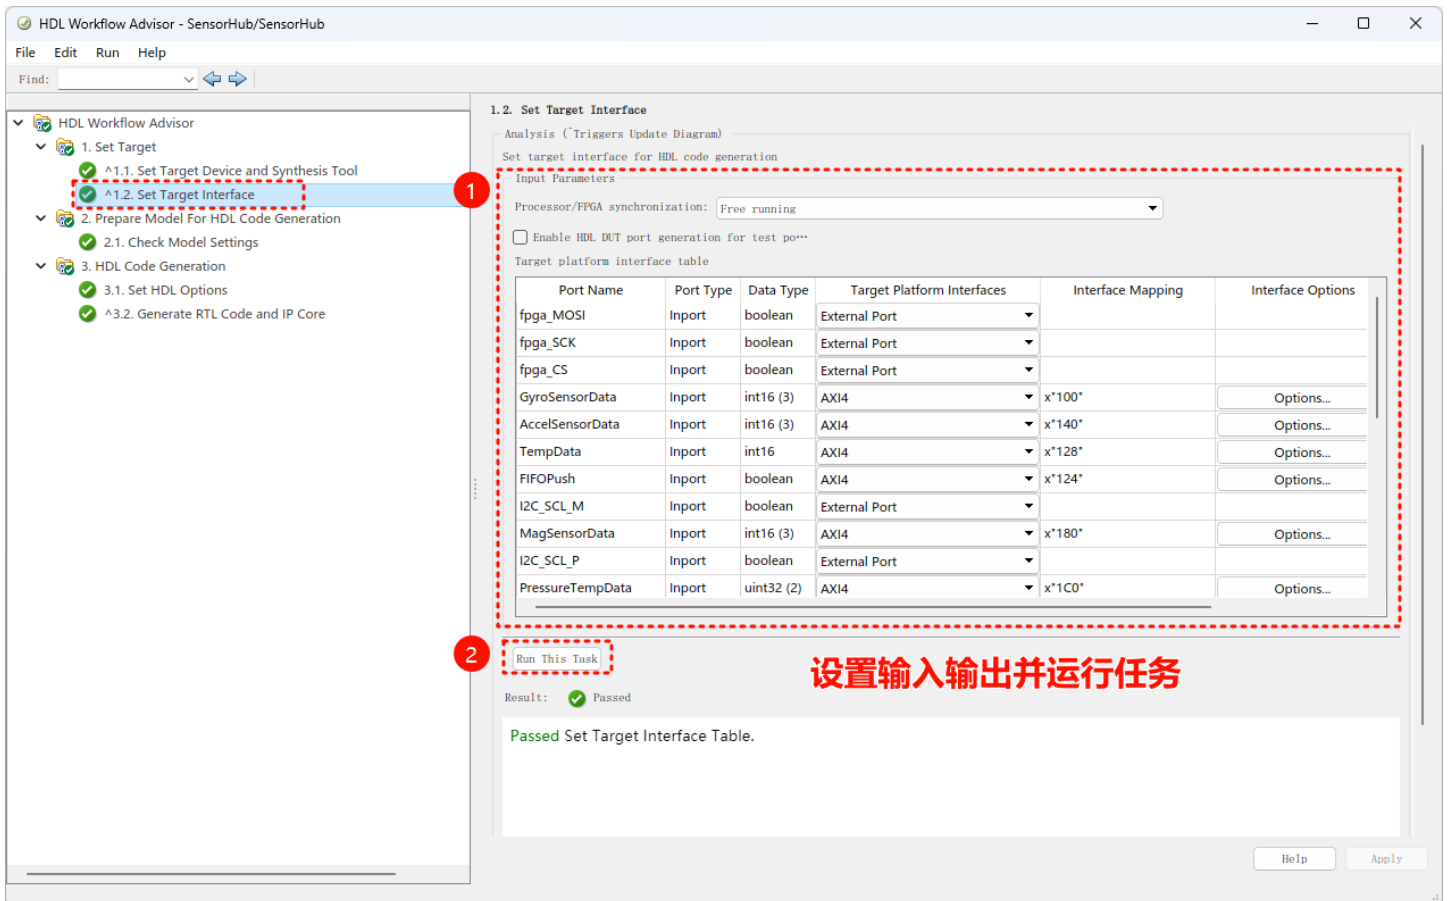 HDL Workflow Advisor - SensorHub/SensorHub
File Edit Run Help
Find:
HDL Workflow Advisor
1. Set Target
^1.1. Set Target Device and Synthesis Tool
^1.2. Set Target Interface
2. Prepare Model For HDL Code Generation
2.1. Check Model Settings
3. HDL Code Generation
3.1. Set HDL Options
^3.2. Generate RTL Code and IP Core
1
1.2. Set Target Interface
Analysis (^Triggers Update Diagram)
Set target interface for HDL code generation
Input Parameters
Processor/FPGA synchronization: Free running
Enable HDL DUT port generation for test po…
Target platform interface table
Port Name Port Type Data Type Target Platform Interfaces Interface Mapping Interface Options
fpga_MOSI Inport boolean External Port
fpga_SCK Inport boolean External Port
fpga_CS Inport boolean External Port
GyroSensorData Inport int16 (3) AXI4 x"100" Options...
AccelSensorData Inport int16 (3) AXI4 x"140" Options...
TempData Inport int16 AXI4 x"128" Options...
FIFOPush Inport boolean AXI4 x"124" Options...
I2C_SCL_M Inport boolean External Port
MagSensorData Inport int16 (3) AXI4 x"180" Options...
I2C_SCL_P Inport boolean External Port
PressureTempData Inport uint32 (2) AXI4 x"1C0" Options...
2
Run This Task
设置输入输出并运行任务
Result: Passed
Passed Set Target Interface Table.
Help Apply